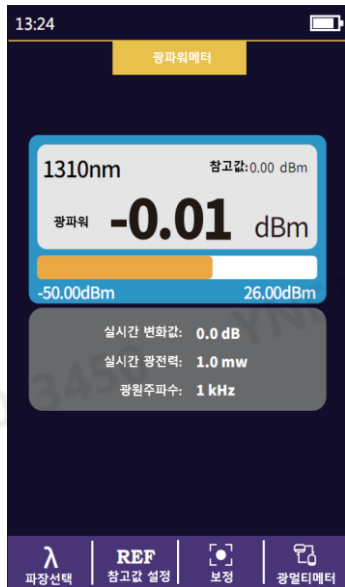 13:24
광파워메터
1310nm 참고값:0.00 dBm
광파워 -0.01 dBm
-50.00dBm 26.00dBm
실시간 변화값: 0.0 dB
실시간 광전력: 1.0 mw
광원주파수: 1 kHz
λ REF
파장선택 참고값 설정 보정 광멀티메터